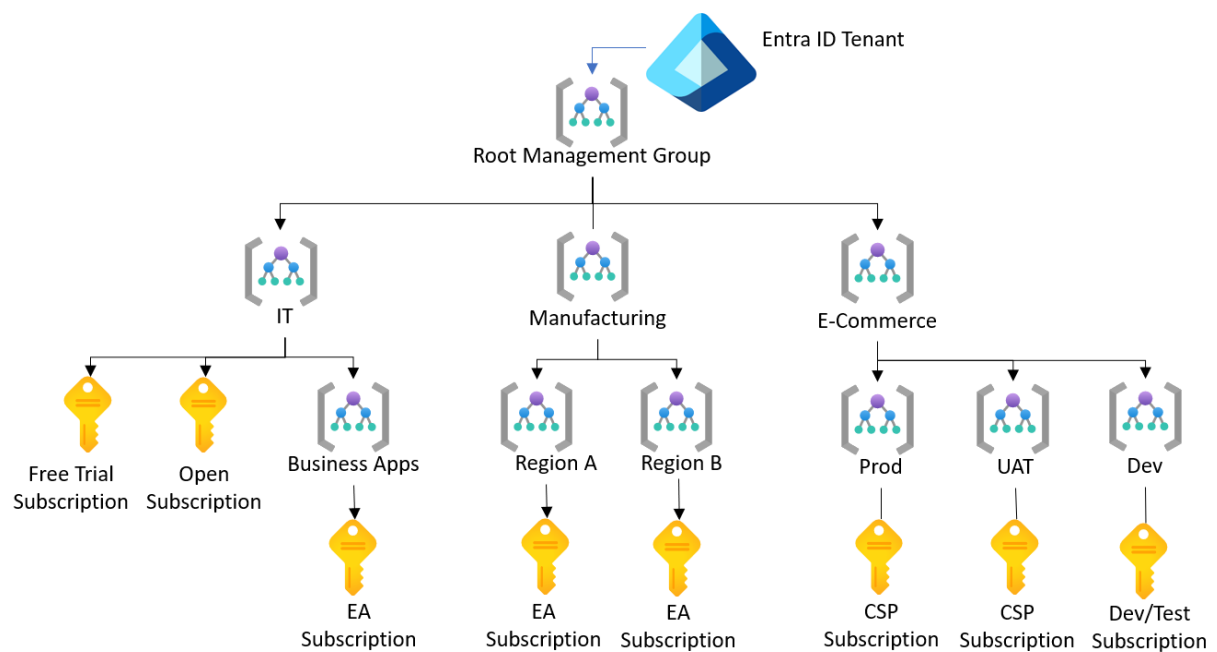 Entra ID Tenant
Root Management Group
IT
Manufacturing
E-Commerce
Free Trial
Subscription
Open
Subscription
Business Apps
Region A
Region B
Prod
UAT
Dev
EA
Subscription
EA
Subscription
EA
Subscription
CSP
Subscription
CSP
Subscription
Dev/Test
Subscription